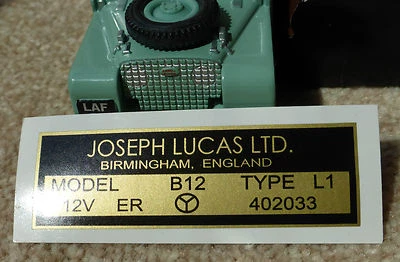 LAF
JOSEPH LUCAS LTD.
BIRMINGHAM, ENGLAND
MODEL B12 TYPE L1
12V ER 402033